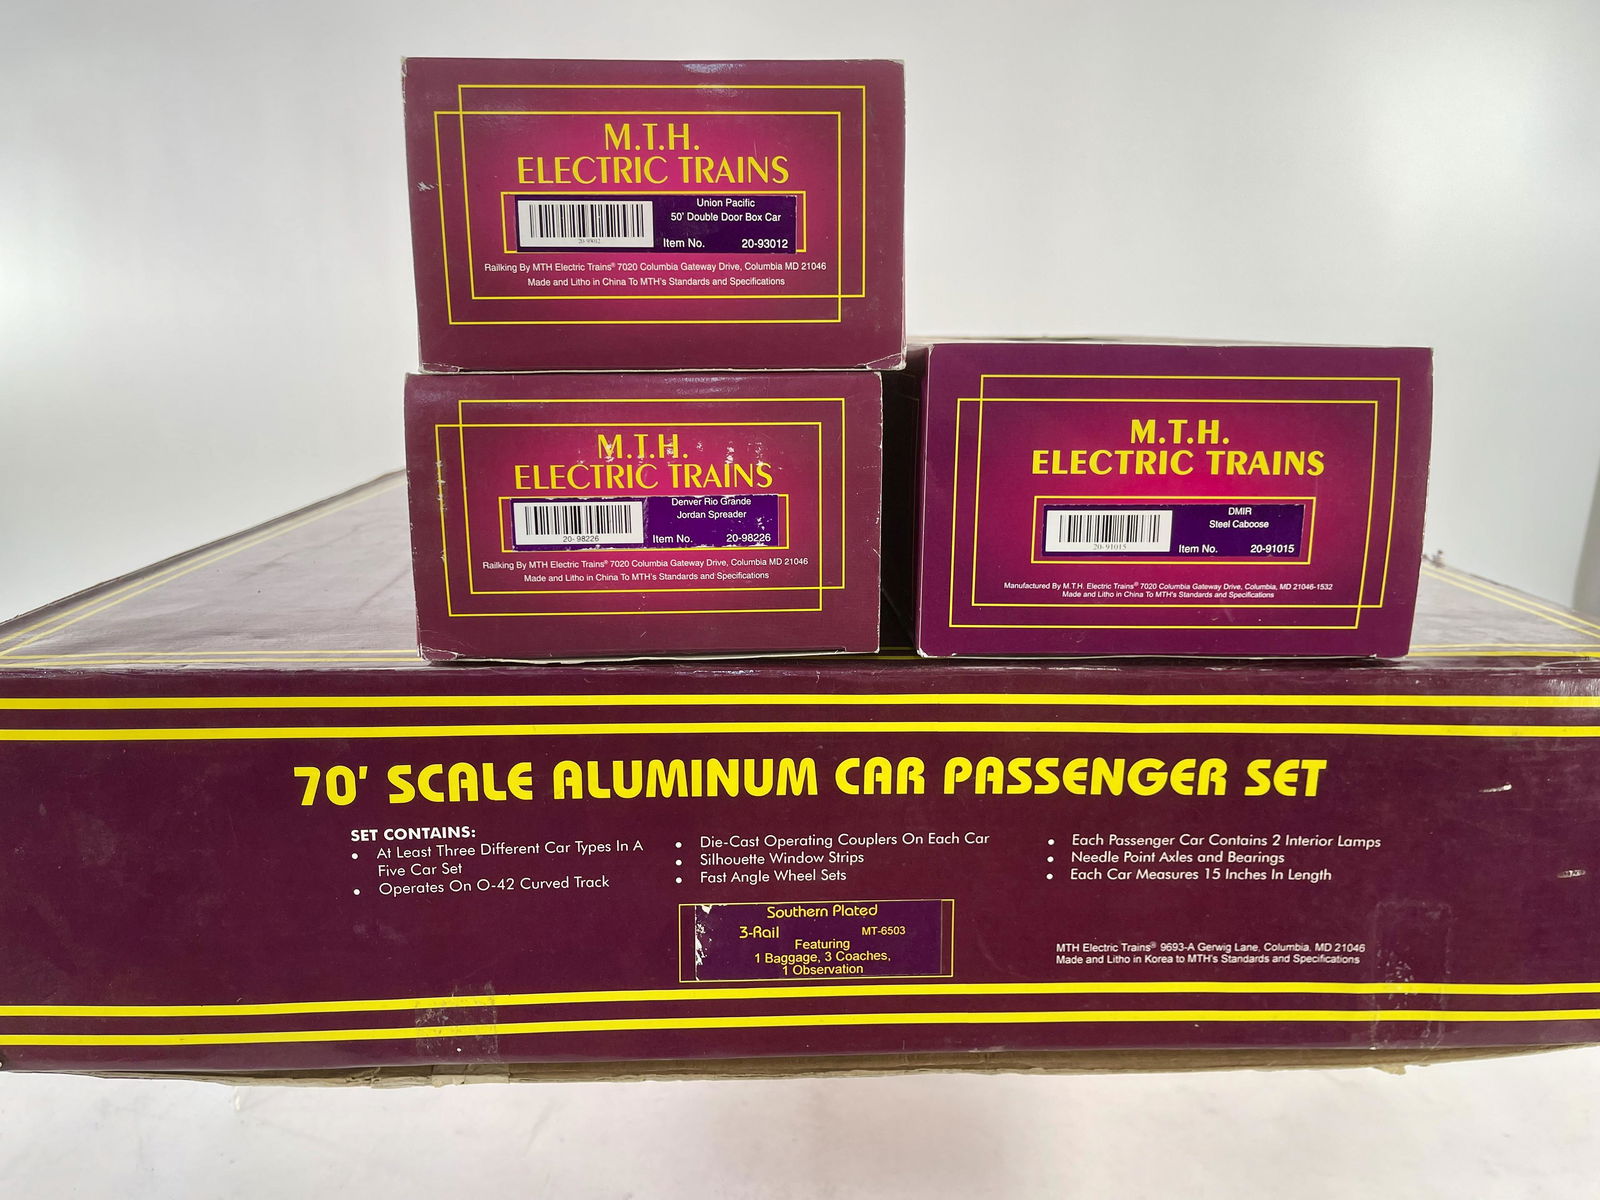 M.T.H.
ELECTRIC TRAINS
Union Pacific
50' Double Door Box Car
20-93012
Item No. 20-93012
Railking By MTH Electric Trains® 7020 Columbia Gateway Drive, Columbia MD 21046
Made and Litho in China To MTH's Standards and Specifications
M.T.H.
ELECTRIC TRAINS
Denver Rio Grande
Jordan Spreader
20-98226
Item No. 20-98226
Railking By MTH Electric Trains® 7020 Columbia Gateway Drive, Columbia MD 21046
Made and Litho in China To MTH's Standards and Specifications
M.T.H.
ELECTRIC TRAINS
DMIR
Steel Caboose
20-91015
Item No. 20-91015
Manufactured By M.T.H. Electric Trains® 7020 Columbia Gateway Drive, Columbia, MD 21046-1532
Made and Litho in China To MTH's Standards and Specifications
70' SCALE ALUMINUM CAR PASSENGER SET
SET CONTAINS:
• At Least Three Different Car Types In A
Five Car Set
• Operates On O-42 Curved Track
• Die-Cast Operating Couplers On Each Car
• Silhouette Window Strips
• Fast Angle Wheel Sets
• Each Passenger Car Contains 2 Interior Lamps
• Needle Point Axles and Bearings
• Each Car Measures 15 Inches In Length
Southern Plated
3-Rail MT-6503
Featuring
1 Baggage, 3 Coaches,
1 Observation
MTH Electric Trains® 9693-A Gerwig Lane, Columbia, MD 21046
Made and Litho in Korea to MTH's Standards and Specifications